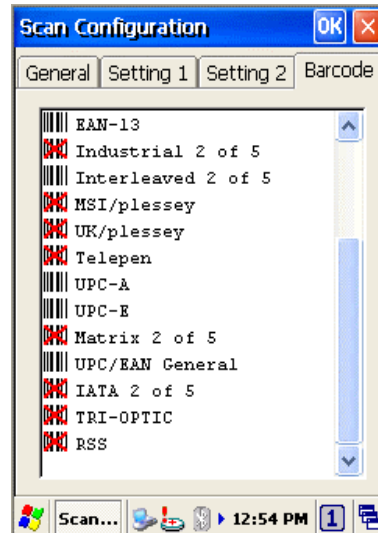 Scan Configuration OK
General Setting 1 Setting 2 Barcode
EAN-13
Industrial 2 of 5
Interleaved 2 of 5
MSI/plessey
UK/plessey
Telepen
UPC-A
UPC-E
Matrix 2 of 5
UPC/EAN General
IATA 2 of 5
TRI-OPTIC
RSS
Scan... 12:54 PM 1